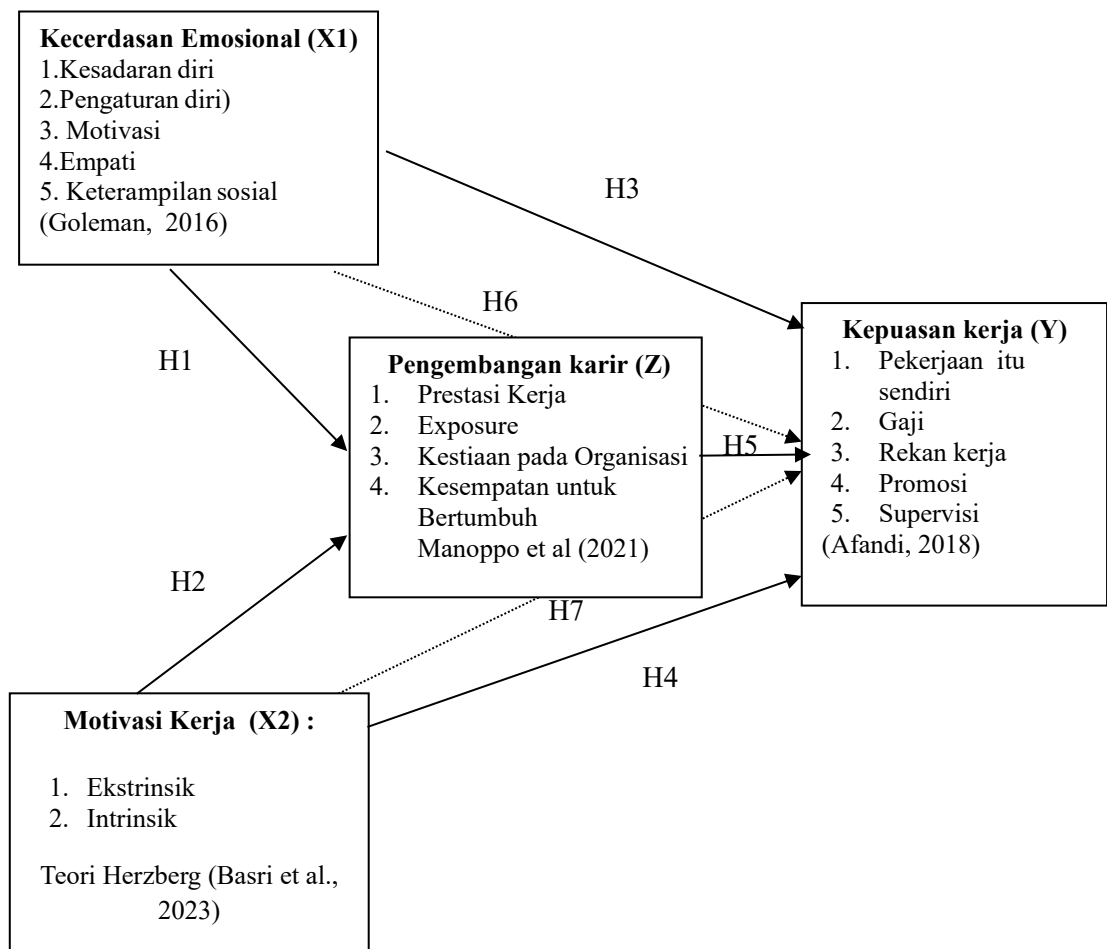 Kecerdasan Emosional (X1)
1.Kesadaran diri
2.Pengaturan diri)
3. Motivasi
4.Empati
5. Keterampilan sosial
(Goleman, 2016)
H3
H6
H1
Pengembangan karir (Z)
1. Prestasi Kerja
2. Exposure
3. Kestiaan pada Organisasi
4. Kesempatan untuk
Bertumbuh
Manoppo et al (2021)
H5
Kepuasan kerja (Y)
1. Pekerjaan itu
sendiri
2. Gaji
3. Rekan kerja
4. Promosi
5. Supervisi
(Afandi, 2018)
H2
H7
H4
Motivasi Kerja (X2) :
1. Ekstrinsik
2. Intrinsik
Teori Herzberg (Basri et al.,
2023)